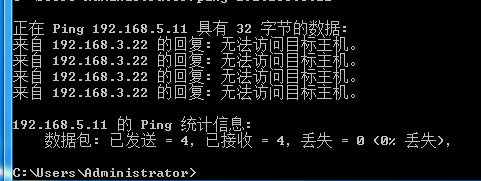 正在 Ping 192.168.5.11 具有 32 字节的数据:
来自 192.168.3.22 的回复: 无法访问目标主机。
来自 192.168.3.22 的回复: 无法访问目标主机。
来自 192.168.3.22 的回复: 无法访问目标主机。
来自 192.168.3.22 的回复: 无法访问目标主机。
192.168.5.11 的 Ping 统计信息:
数据包: 已发送 = 4, 已接收 = 4, 丢失 = 0 (0% 丢失),
C:\Users\Administrator>